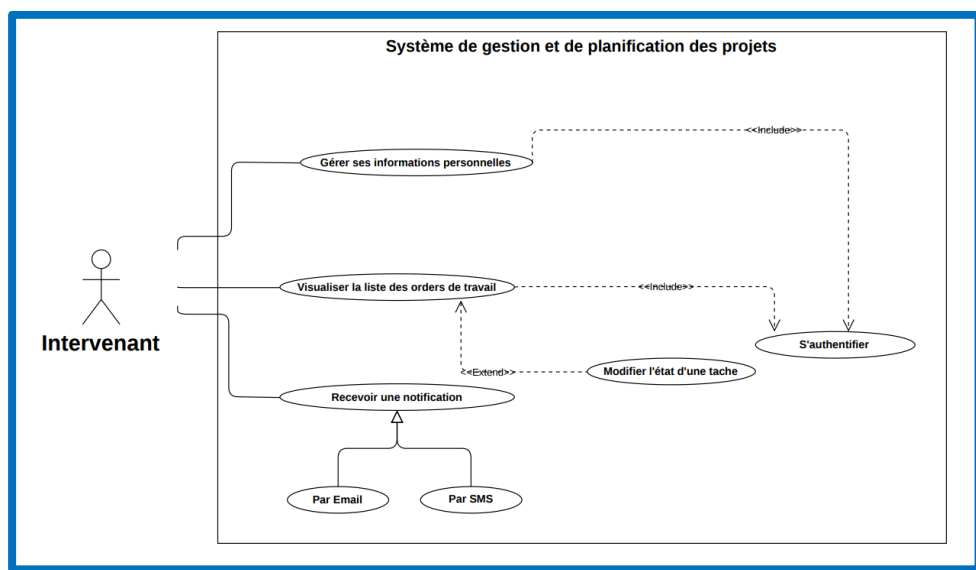 Système de gestion et de planification des projets
<<Include>>
Gérer ses informations personnelles
Visualiser la liste des orders de travail
<<Include>>
Intervenant
S'authentifier
<<Extend>>
Modifier l'état d'une tache
Recevoir une notification
Par Email
Par SMS